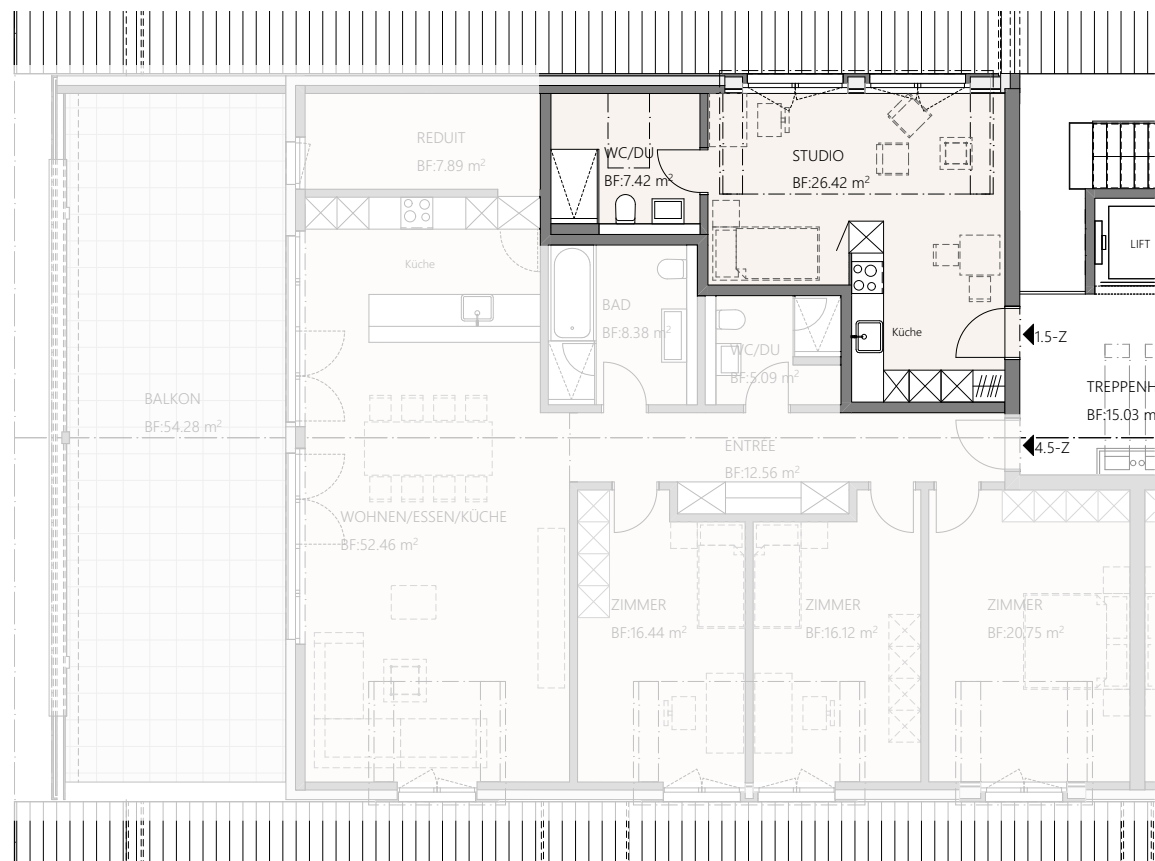 REDUIT
BF:7.89 m²
WC/DU
BF:7.42 m²
STUDIO
BF:26.42 m²
LIFT
Küche
BAD
BF:8.38 m²
WC/DU
BF:5.09 m²
Küche
1.5-Z
TREPPENH
BF:15.03 m
BALKON
BF:54.28 m²
ENTREE
BF:12.56 m²
4.5-Z
WOHNEN/ESSEN/KÜCHE
BF:52.46 m²
ZIMMER
BF:16.44 m²
ZIMMER
BF:16.12 m²
ZIMMER
BF:20.75 m²